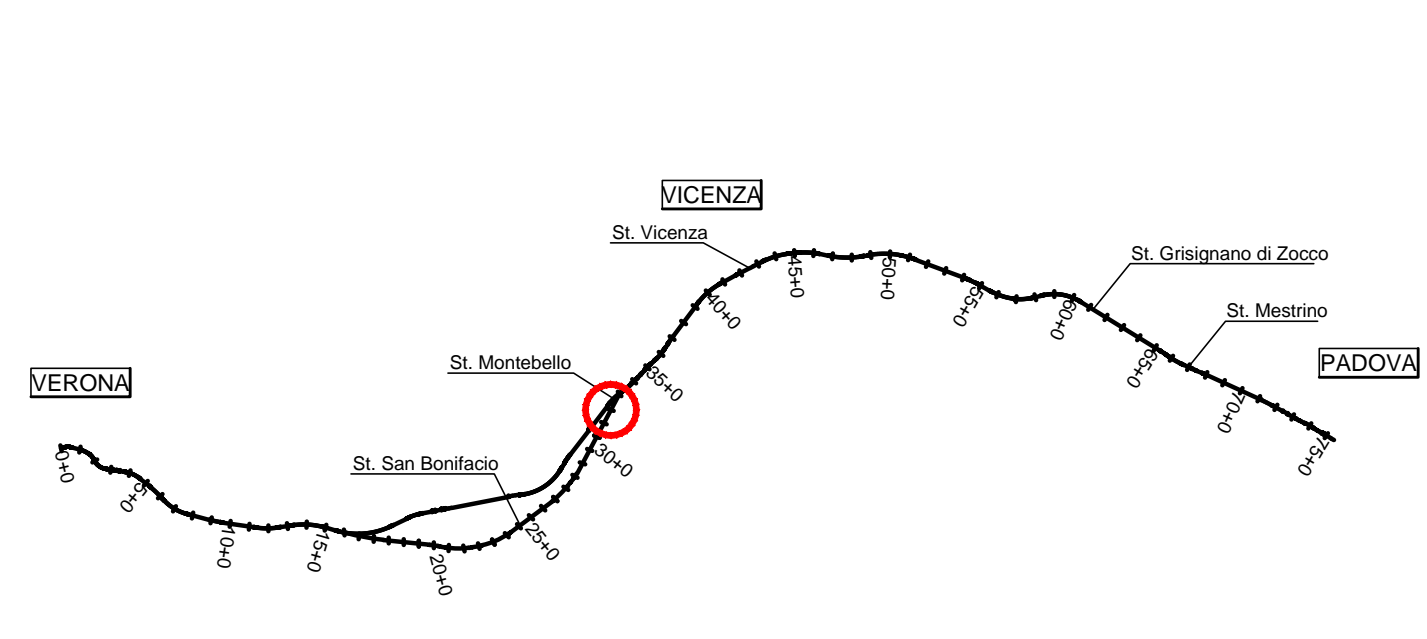 VICENZA
St. Vicenza
St. Grisignano di Zocco
St. Mestrino
PADOVA
St. Montebello
VERONA
St. San Bonifacio
0+0
5+0
10+0
15+0
20+0
25+0
30+0
35+0
40+0
45+0
50+0
55+0
60+0
65+0
70+0
75+0